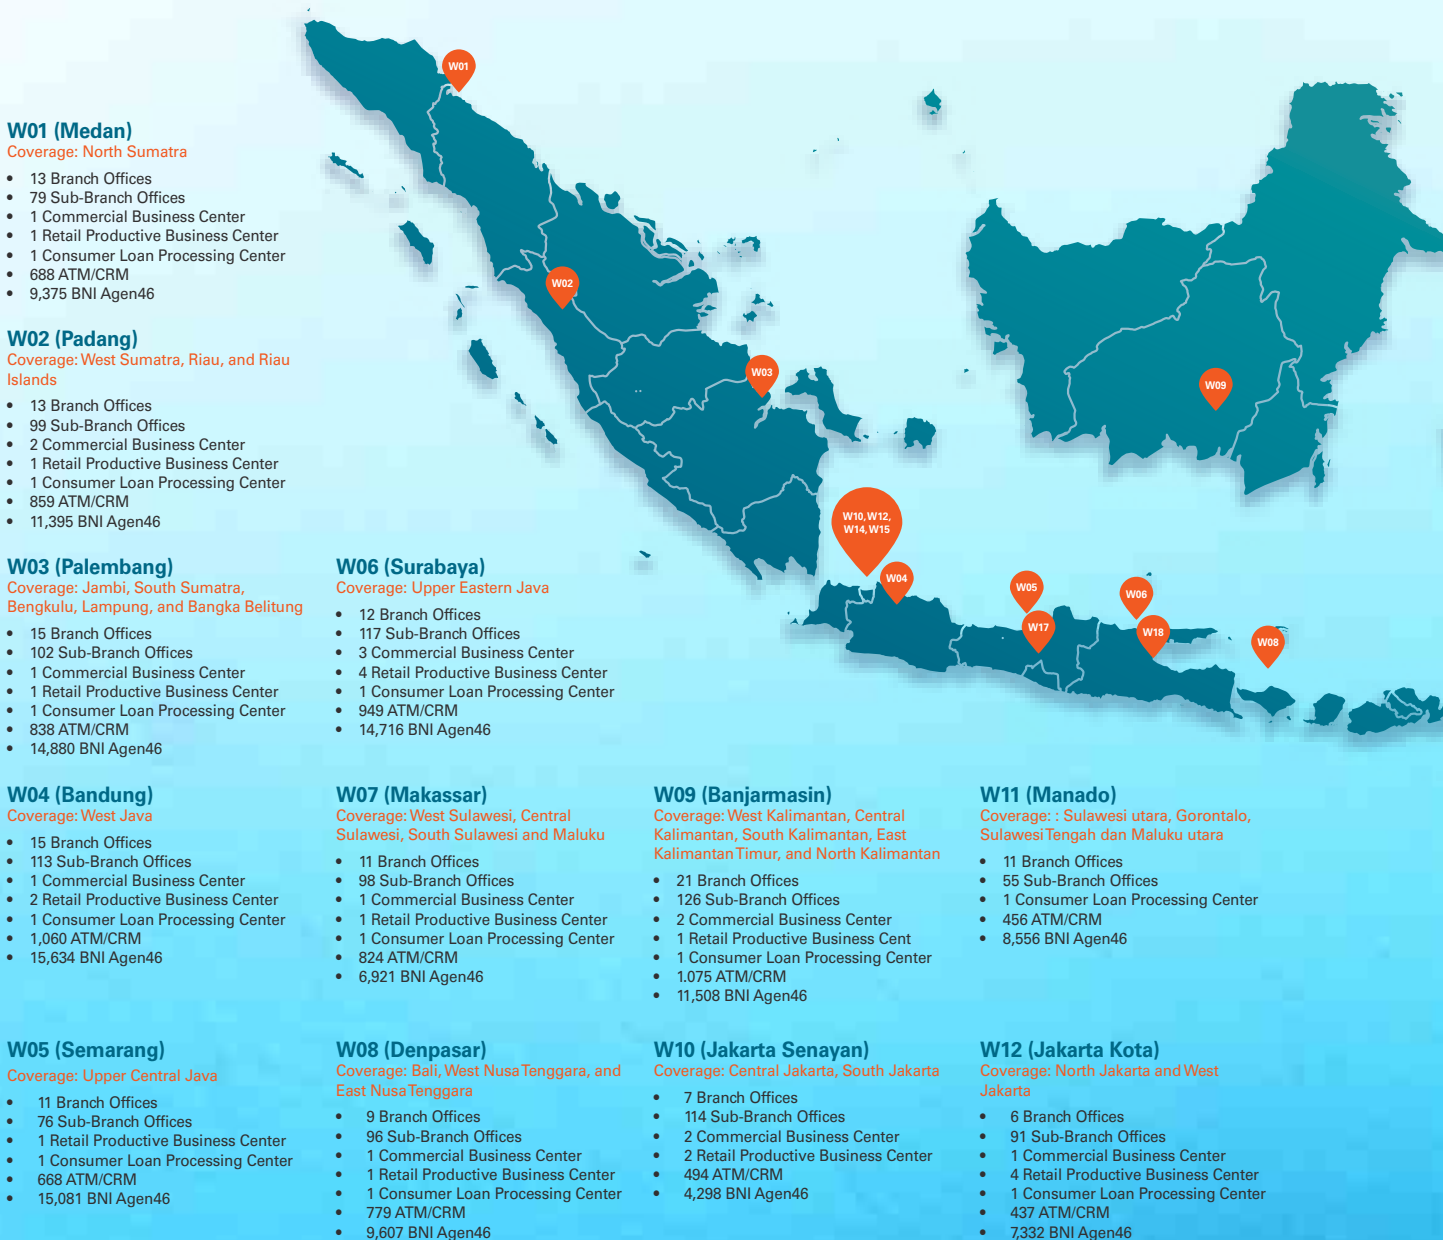 W01
W02
W03
W09
W10, W12,
W14, W15
W04
W05
W06
W17
W18
W08
W01 (Medan)
Coverage: North Sumatra
• 13 Branch Offices
• 79 Sub-Branch Offices
• 1 Commercial Business Center
• 1 Retail Productive Business Center
• 1 Consumer Loan Processing Center
• 688 ATM/CRM
• 9,375 BNI Agen46
W02 (Padang)
Coverage: West Sumatra, Riau, and Riau
Islands
• 13 Branch Offices
• 99 Sub-Branch Offices
• 2 Commercial Business Center
• 1 Retail Productive Business Center
• 1 Consumer Loan Processing Center
• 859 ATM/CRM
• 11,395 BNI Agen46
W03 (Palembang)
Coverage: Jambi, South Sumatra,
Bengkulu, Lampung, and Bangka Belitung
• 15 Branch Offices
• 102 Sub-Branch Offices
• 1 Commercial Business Center
• 1 Retail Productive Business Center
• 1 Consumer Loan Processing Center
• 838 ATM/CRM
• 14,880 BNI Agen46
W04 (Bandung)
Coverage: West Java
• 15 Branch Offices
• 113 Sub-Branch Offices
• 1 Commercial Business Center
• 2 Retail Productive Business Center
• 1 Consumer Loan Processing Center
• 1,060 ATM/CRM
• 15,634 BNI Agen46
W05 (Semarang)
Coverage: Upper Central Java
• 11 Branch Offices
• 76 Sub-Branch Offices
• 1 Retail Productive Business Center
• 1 Consumer Loan Processing Center
• 668 ATM/CRM
• 15,081 BNI Agen46
W06 (Surabaya)
Coverage: Upper Eastern Java
• 12 Branch Offices
• 117 Sub-Branch Offices
• 3 Commercial Business Center
• 4 Retail Productive Business Center
• 1 Consumer Loan Processing Center
• 949 ATM/CRM
• 14,716 BNI Agen46
W07 (Makassar)
Coverage: West Sulawesi, Central
Sulawesi, South Sulawesi and Maluku
• 11 Branch Offices
• 98 Sub-Branch Offices
• 1 Commercial Business Center
• 1 Retail Productive Business Center
• 1 Consumer Loan Processing Center
• 824 ATM/CRM
• 6,921 BNI Agen46
W08 (Denpasar)
Coverage: Bali, West Nusa Tenggara, and
East Nusa Tenggara
• 9 Branch Offices
• 96 Sub-Branch Offices
• 1 Commercial Business Center
• 1 Retail Productive Business Center
• 1 Consumer Loan Processing Center
• 779 ATM/CRM
• 9,607 BNI Agen46
W09 (Banjarmasin)
Coverage: West Kalimantan, Central
Kalimantan, South Kalimantan, East
Kalimantan Timur, and North Kalimantan
• 21 Branch Offices
• 126 Sub-Branch Offices
• 2 Commercial Business Center
• 1 Retail Productive Business Cent
• 1 Consumer Loan Processing Center
• 1.075 ATM/CRM
• 11,508 BNI Agen46
W10 (Jakarta Senayan)
Coverage: Central Jakarta, South Jakarta
• 7 Branch Offices
• 114 Sub-Branch Offices
• 2 Commercial Business Center
• 2 Retail Productive Business Center
• 494 ATM/CRM
• 4,298 BNI Agen46
W11 (Manado)
Coverage: : Sulawesi utara, Gorontalo,
Sulawesi Tengah dan Maluku utara
• 11 Branch Offices
• 55 Sub-Branch Offices
• 1 Consumer Loan Processing Center
• 456 ATM/CRM
• 8,556 BNI Agen46
W12 (Jakarta Kota)
Coverage: North Jakarta and West
Jakarta
• 6 Branch Offices
• 91 Sub-Branch Offices
• 1 Commercial Business Center
• 4 Retail Productive Business Center
• 1 Consumer Loan Processing Center
• 437 ATM/CRM
• 7,332 BNI Agen46